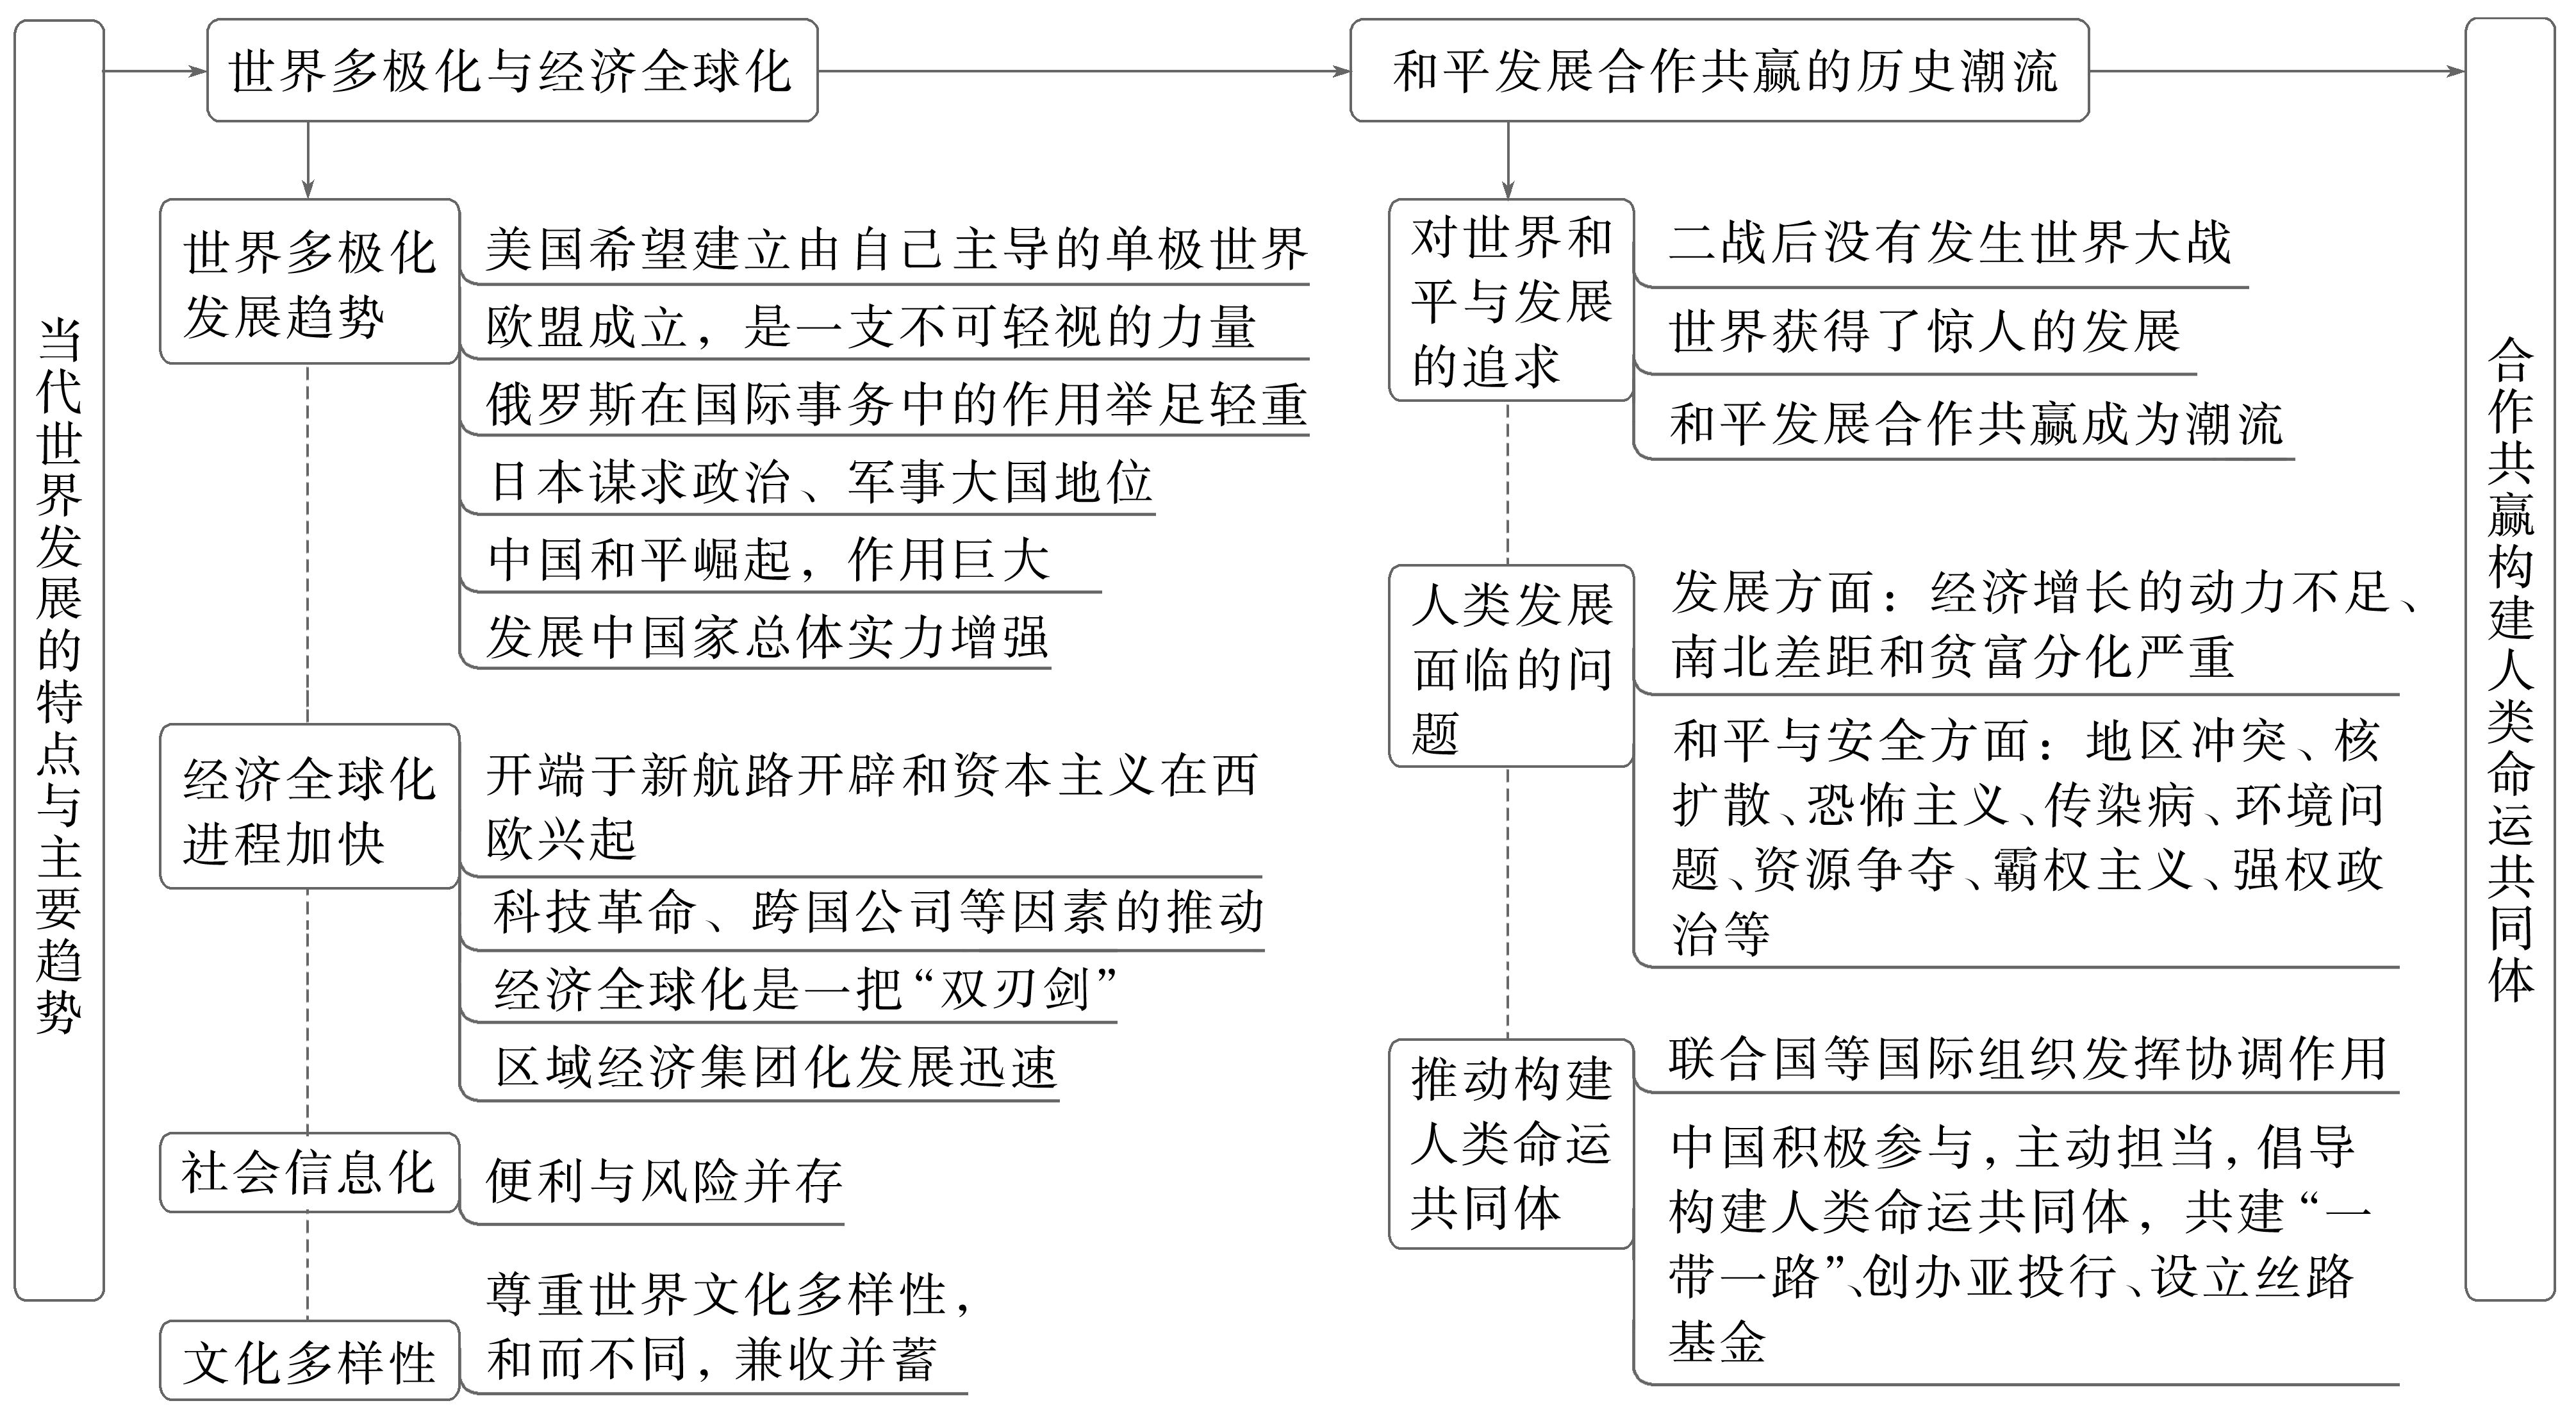 当代世界发展的特点与主要趋势
世界多极化与经济全球化
世界多极化
发展趋势
美国希望建立由自己主导的单极世界
欧盟成立，是一支不可轻视的力量
俄罗斯在国际事务中的作用举足轻重
日本谋求政治、军事大国地位
中国和平崛起，作用巨大
发展中国家总体实力增强
经济全球化
进程加快
开端于新航路开辟和资本主义在西
欧兴起
科技革命、跨国公司等因素的推动
经济全球化是一把“双刃剑”
区域经济集团化发展迅速
社会信息化
便利与风险并存
文化多样性
尊重世界文化多样性，
和而不同，兼收并蓄
和平发展合作共赢的历史潮流
对世界和
平与发展
的追求
二战后没有发生世界大战
世界获得了惊人的发展
和平发展合作共赢成为潮流
人类发展
面临的问
题
发展方面：经济增长的动力不足、
南北差距和贫富分化严重
和平与安全方面：地区冲突、核
扩散、恐怖主义、传染病、环境问
题、资源争夺、霸权主义、强权政
治等
推动构建
人类命运
共同体
联合国等国际组织发挥协调作用
中国积极参与，主动担当，倡导
构建人类命运共同体，共建“一
带一路”、创办亚投行、设立丝路
基金
合作共赢构建人类命运共同体